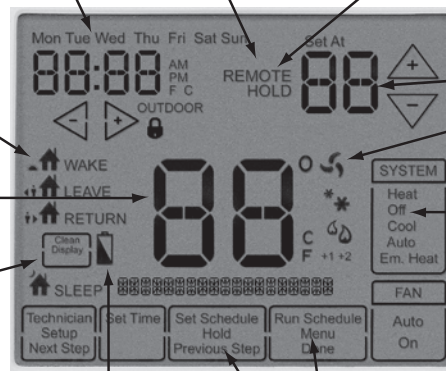 Mon Tue Wed Thu Fri Sat Sun
Set At
88:88
AM
PM
F C
REMOTE
HOLD
88
+
-
- +
OUTDOOR
WAKE
LEAVE
RETURN
88
C
F +1 +2
SYSTEM
Heat
Off
Cool
Auto
Em. Heat
Clean
Display
SLEEP
FAN
Auto
On
Technician
Setup
Next Step
Set Time
Set Schedule
Hold
Previous Step
Run Schedule
Menu
Done